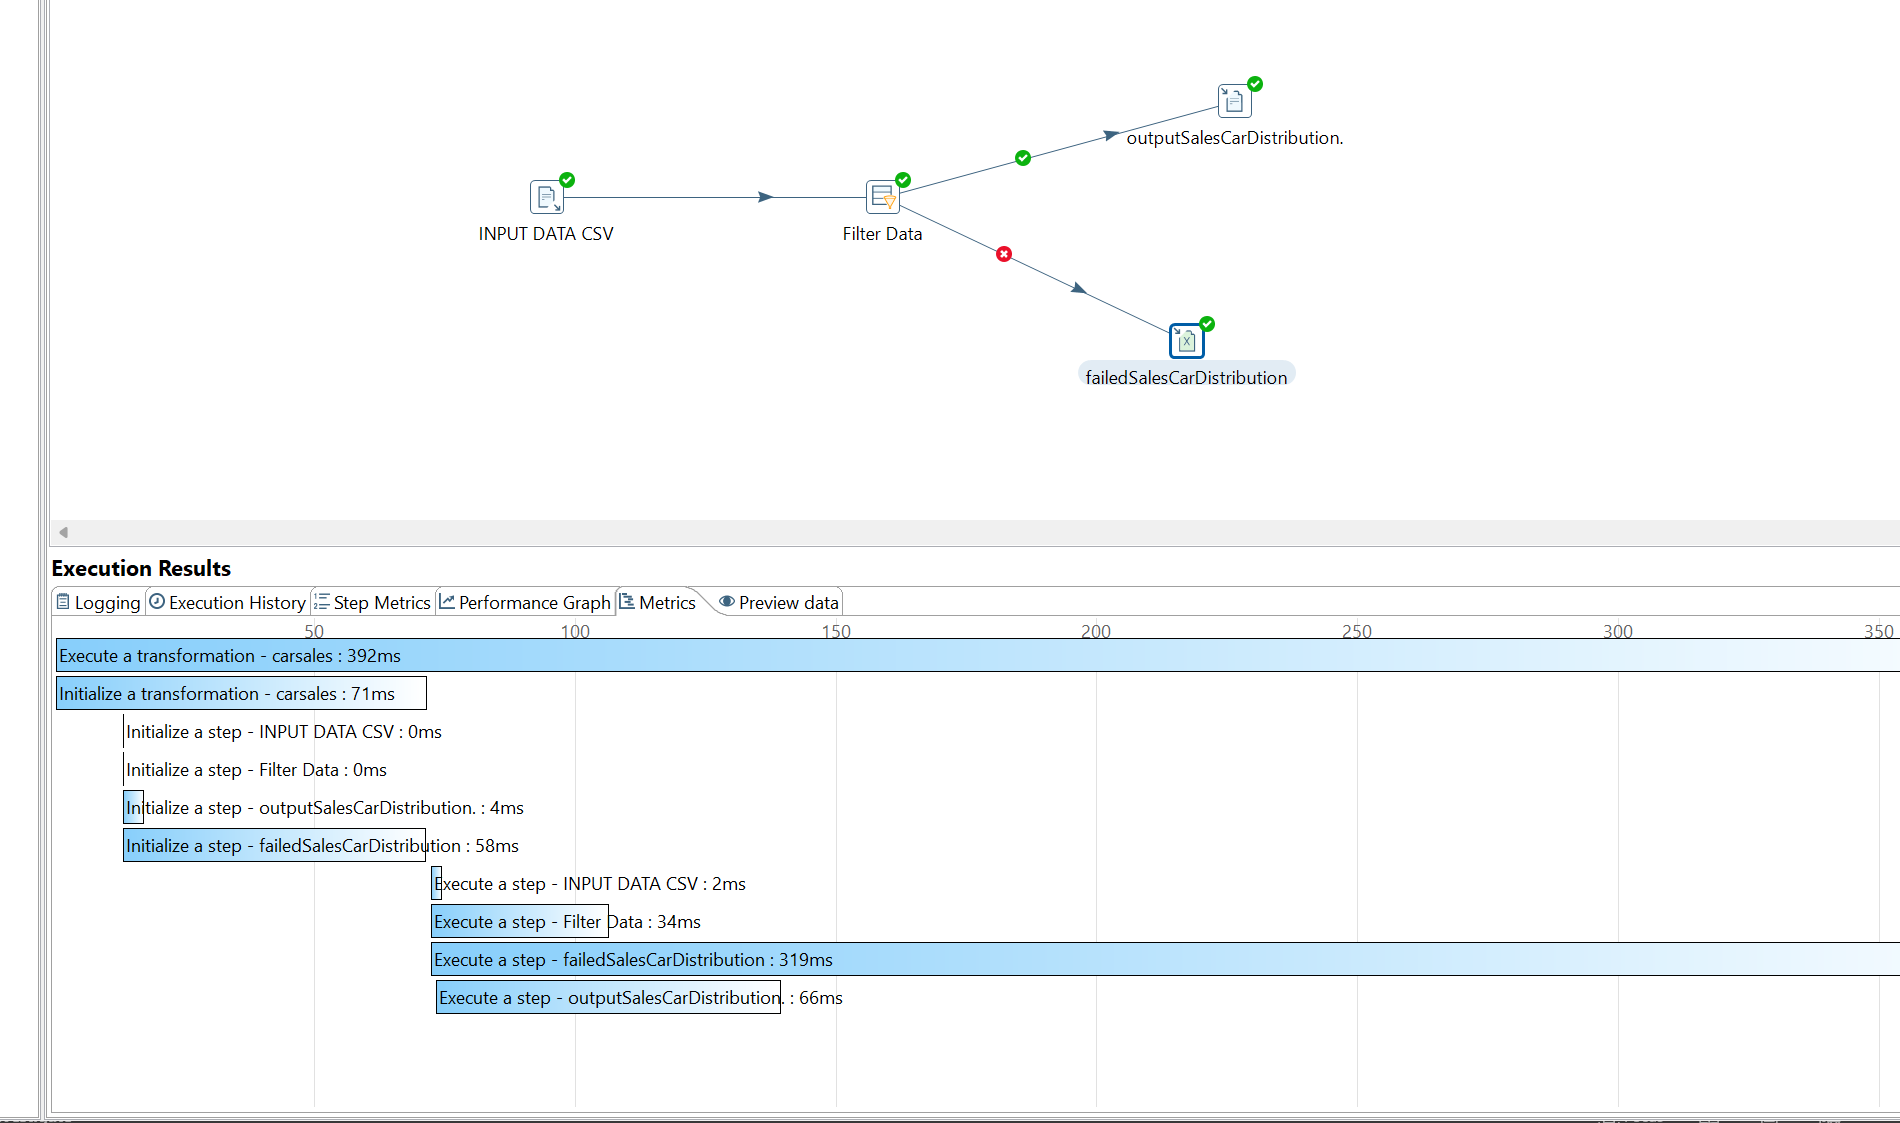 outputSalesCarDistribution.
INPUT DATA CSV
Filter Data
failedSalesCarDistribution
Execution Results
Logging Execution History Step Metrics Performance Graph Metrics Preview data
50 100 150 200 250 300 350
Execute a transformation - carsales : 392ms
Initialize a transformation - carsales : 71ms
Initialize a step - INPUT DATA CSV : 0ms
Initialize a step - Filter Data : 0ms
Initialize a step - outputSalesCarDistribution. : 4ms
Initialize a step - failedSalesCarDistribution : 58ms
Execute a step - INPUT DATA CSV : 2ms
Execute a step - Filter Data : 34ms
Execute a step - failedSalesCarDistribution : 319ms
Execute a step - outputSalesCarDistribution. : 66ms